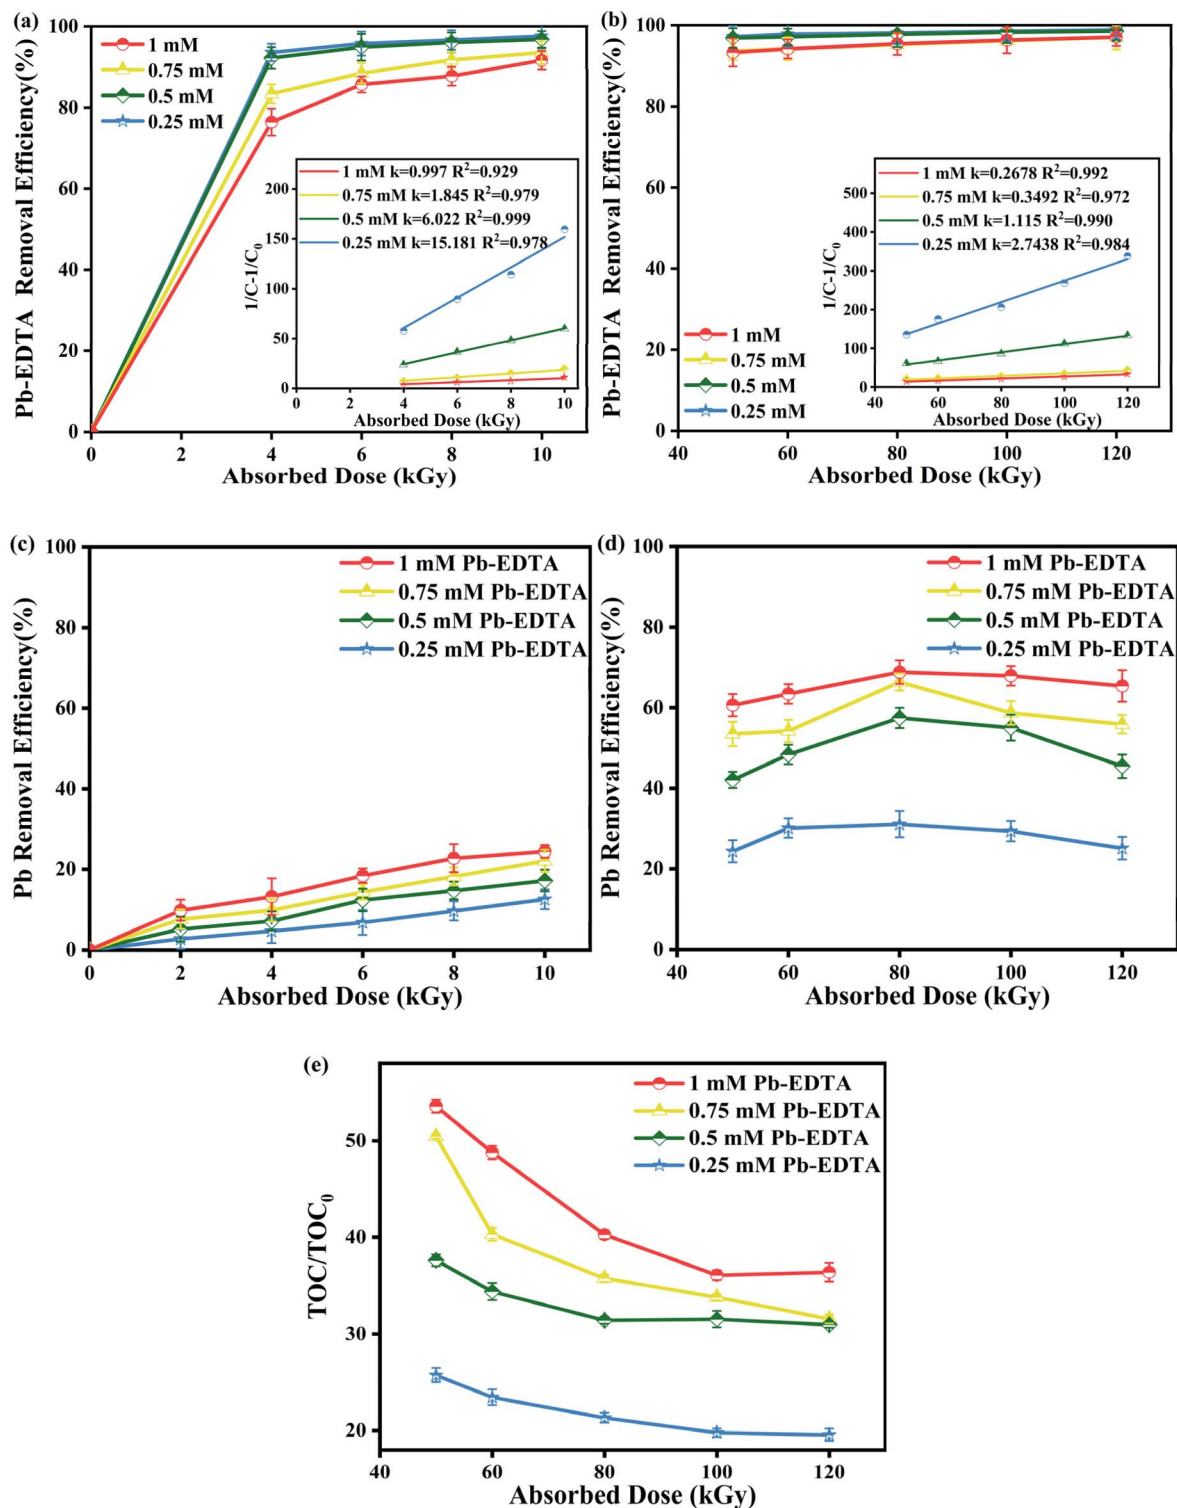 (a)
Pb-EDTA Removal Efficiency(%)
100
80
60
40
20
0
1 mM
0.75 mM
0.5 mM
0.25 mM
1/C-1/C0
200
150
100
50
0
1 mM k=0.997 R2=0.929
0.75 mM k=1.845 R2=0.979
0.5 mM k=6.022 R2=0.999
0.25 mM k=15.181 R2=0.978
0 2 4 6 8 10
Absorbed Dose (kGy)
0 2 4 6 8 10
Absorbed Dose (kGy)
(b)
Pb-EDTA Removal Efficiency(%)
100
80
60
40
20
0
1/C-1/C0
500
400
300
200
100
0
1 mM k=0.2678 R2=0.992
0.75 mM k=0.3492 R2=0.972
0.5 mM k=1.115 R2=0.990
0.25 mM k=2.7438 R2=0.984
40 60 80 100 120
Absorbed Dose (kGy)
1 mM
0.75 mM
0.5 mM
0.25 mM
40 60 80 100 120
Absorbed Dose (kGy)
(c)
Pb Removal Efficiency(%)
100
80
60
40
20
0
1 mM Pb-EDTA
0.75 mM Pb-EDTA
0.5 mM Pb-EDTA
0.25 mM Pb-EDTA
0 2 4 6 8 10
Absorbed Dose (kGy)
(d)
Pb Removal Efficiency(%)
100
80
60
40
20
0
1 mM Pb-EDTA
0.75 mM Pb-EDTA
0.5 mM Pb-EDTA
0.25 mM Pb-EDTA
40 60 80 100 120
Absorbed Dose (kGy)
(e)
TOC/TOC0
50
40
30
20
1 mM Pb-EDTA
0.75 mM Pb-EDTA
0.5 mM Pb-EDTA
0.25 mM Pb-EDTA
40 60 80 100 120
Absorbed Dose (kGy)